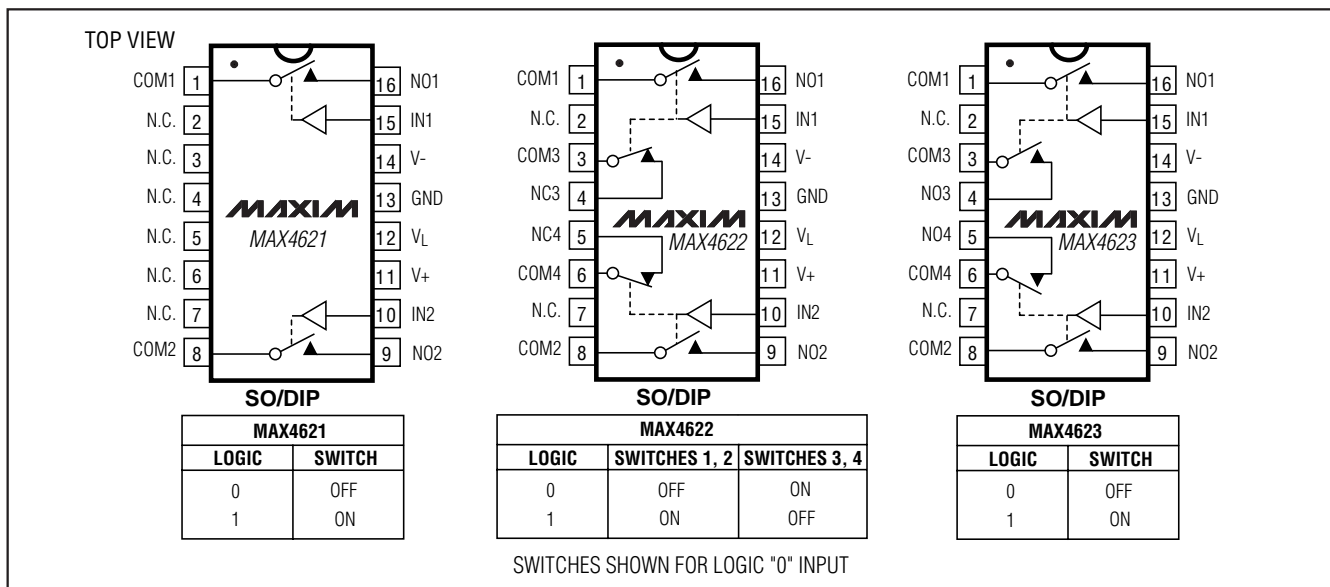 TOP VIEW
COM1 1 16 NO1
N.C. 2 15 IN1
N.C. 3 14 V-
N.C. 4 13 GND
N.C. 5 12 VL
N.C. 6 11 V+
N.C. 7 10 IN2
COM2 8 9 NO2
MAXIM
MAX4621
SO/DIP
COM1 1 16 NO1
N.C. 2 15 IN1
COM3 3 14 V-
NC3 4 13 GND
NC4 5 12 VL
COM4 6 11 V+
N.C. 7 10 IN2
COM2 8 9 NO2
MAXIM
MAX4622
SO/DIP
COM1 1 16 NO1
N.C. 2 15 IN1
COM3 3 14 V-
NO3 4 13 GND
NO4 5 12 VL
COM4 6 11 V+
N.C. 7 10 IN2
COM2 8 9 NO2
MAXIM
MAX4623
SO/DIP
MAX4621
LOGIC SWITCH
0 OFF
1 ON
MAX4622
LOGIC SWITCHES 1, 2 SWITCHES 3, 4
0 OFF ON
1 ON OFF
MAX4623
LOGIC SWITCH
0 OFF
1 ON
SWITCHES SHOWN FOR LOGIC "0" INPUT